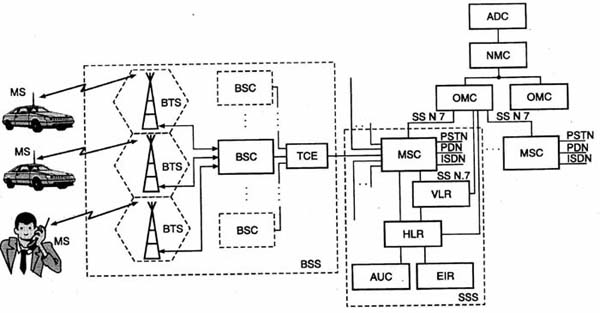 ADC
NMC
OMC
OMC
SS N 7
SS N 7
MS
BTS
BSC
MS
BTS
BSC
TCE
MSC
PSTN
PDN
ISDN
MSC
PSTN
PDN
ISDN
SS N.7
VLR
MS
BTS
BSC
HLR
BSS
AUC
EIR
SSS